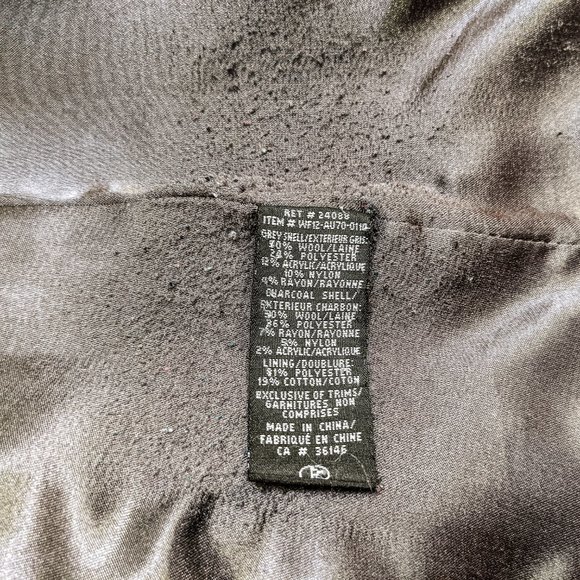 RET # 24088
ITEM # WF12-AU70-0110
GREY SHELL/EXTERIEUR GRIS:
50% WOOL/LAINE
24% POLYESTER
12% ACRYLIC/ACRYLIQUE
10% NYLON
4% RAYON/RAYONNE
CHARCOAL SHELL/
EXTERIEUR CHARBON:
50% WOOL/LAINE
36% POLYESTER
7% RAYON/RAYONNE
5% NYLON
2% ACRYLIC/ACRYLIQUE
LINING/DOUBLURE:
81% POLYESTER
19% COTTON/COTON
EXCLUSIVE OF TRIMS/
GARNITURES NON
COMPRISES
MADE IN CHINA/
FABRIQUÉ EN CHINE
CA # 36146